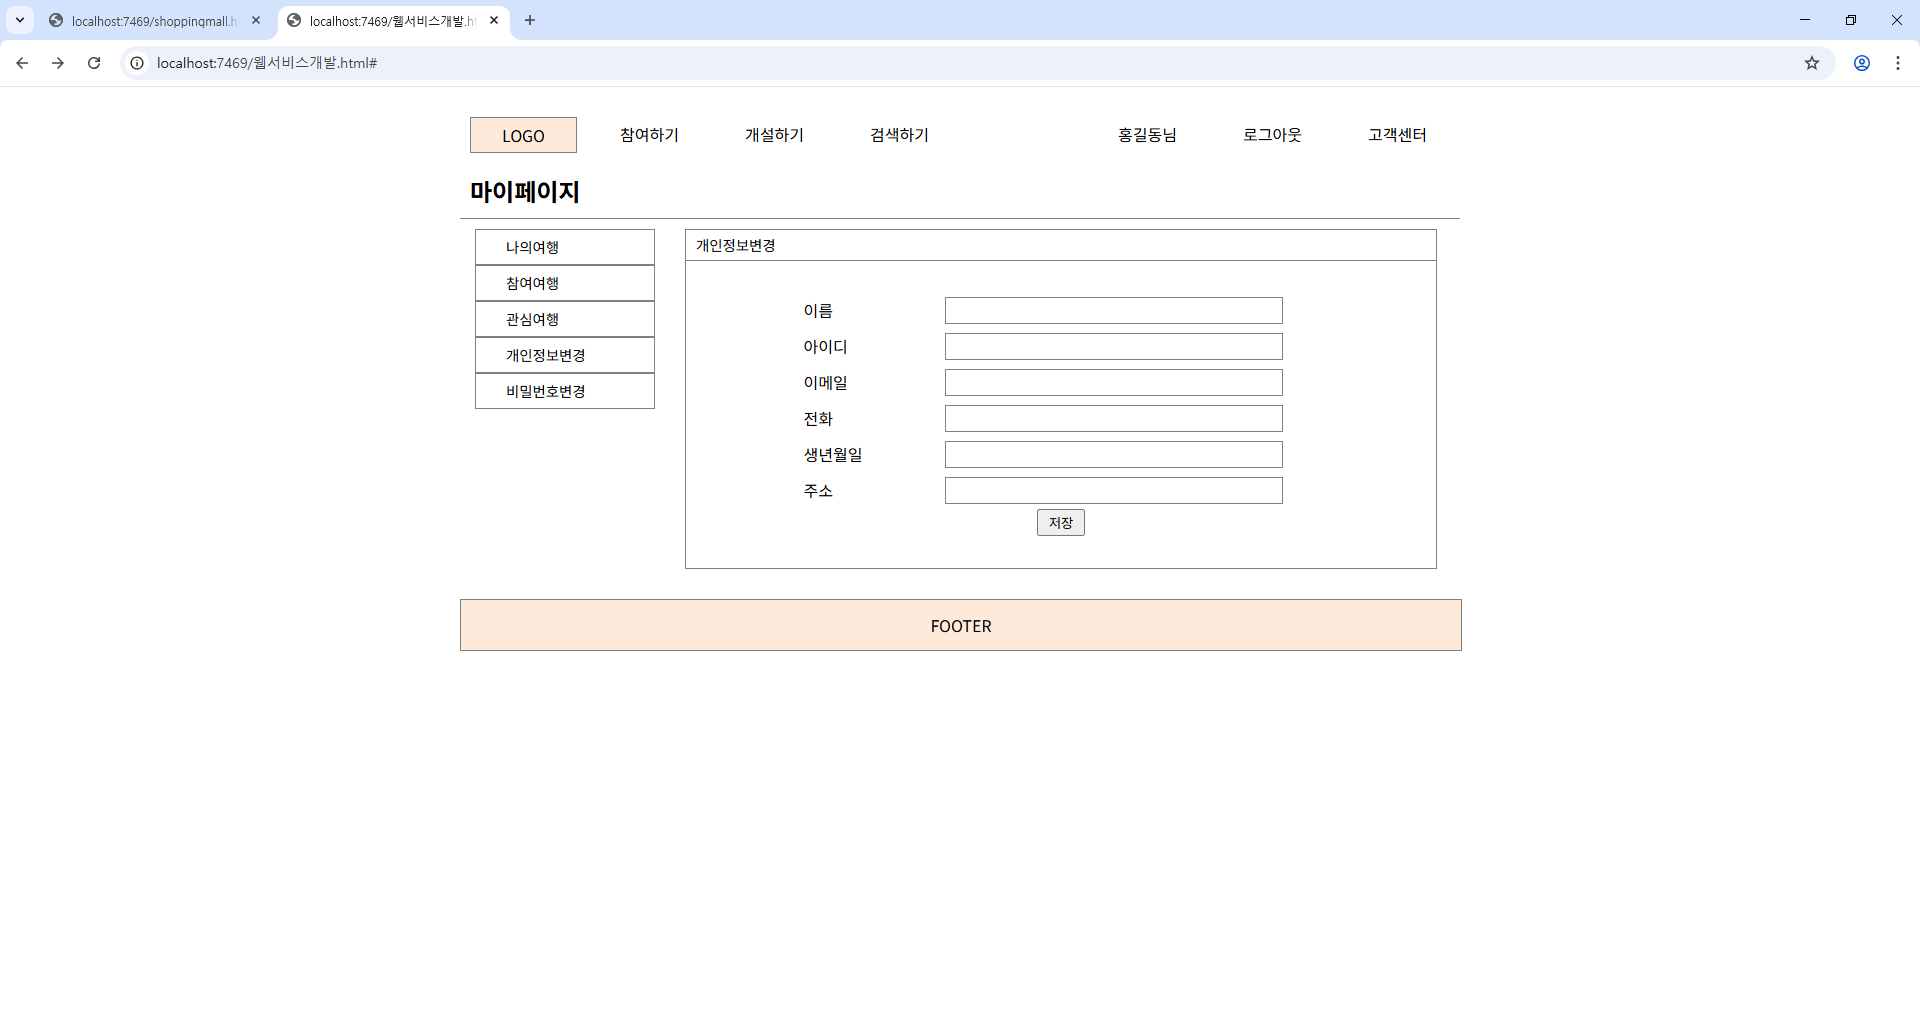 localhost:7469/shoppingmall.h
localhost:7469/웹서비스개발.ht
localhost:7469/웹서비스개발.html#
LOGO 참여하기 개설하기 검색하기 홍길동님 로그아웃 고객센터
마이페이지
나의여행
참여여행
관심여행
개인정보변경
비밀번호변경
개인정보변경
이름
아이디
이메일
전화
생년월일
주소
저장
FOOTER